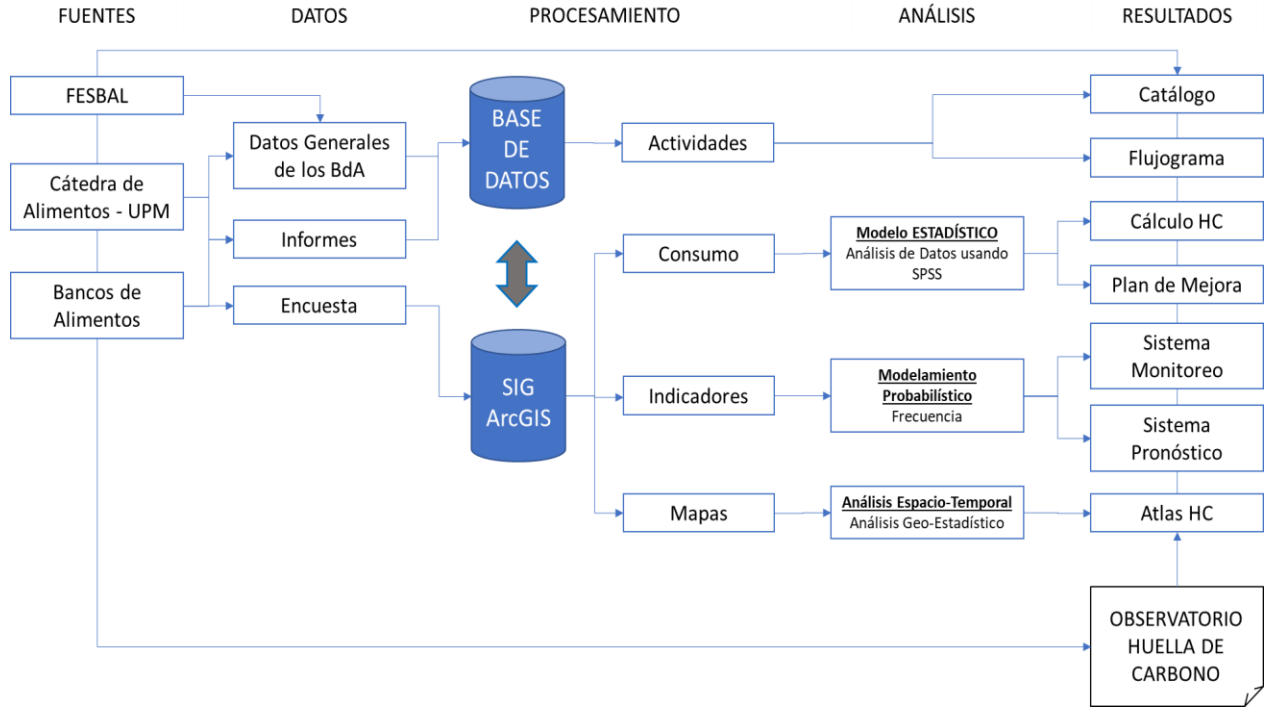 FUENTES
DATOS
PROCESAMIENTO
ANÁLISIS
RESULTADOS
FESBAL
Cátedra de
Alimentos - UPM
Bancos de
Alimentos
Datos Generales
de los BdA
Informes
Encuesta
BASE
DE
DATOS
SIG
ArcGIS
Actividades
Consumo
Indicadores
Mapas
Modelo ESTADÍSTICO
Análisis de Datos usando
SPSS
Modelamiento
Probabilístico
Frecuencia
Análisis Espacio-Temporal
Análisis Geo-Estadístico
Catálogo
Flujograma
Cálculo HC
Plan de Mejora
Sistema
Monitoreo
Sistema
Pronóstico
Atlas HC
OBSERVATORIO
HUELLA DE
CARBONO